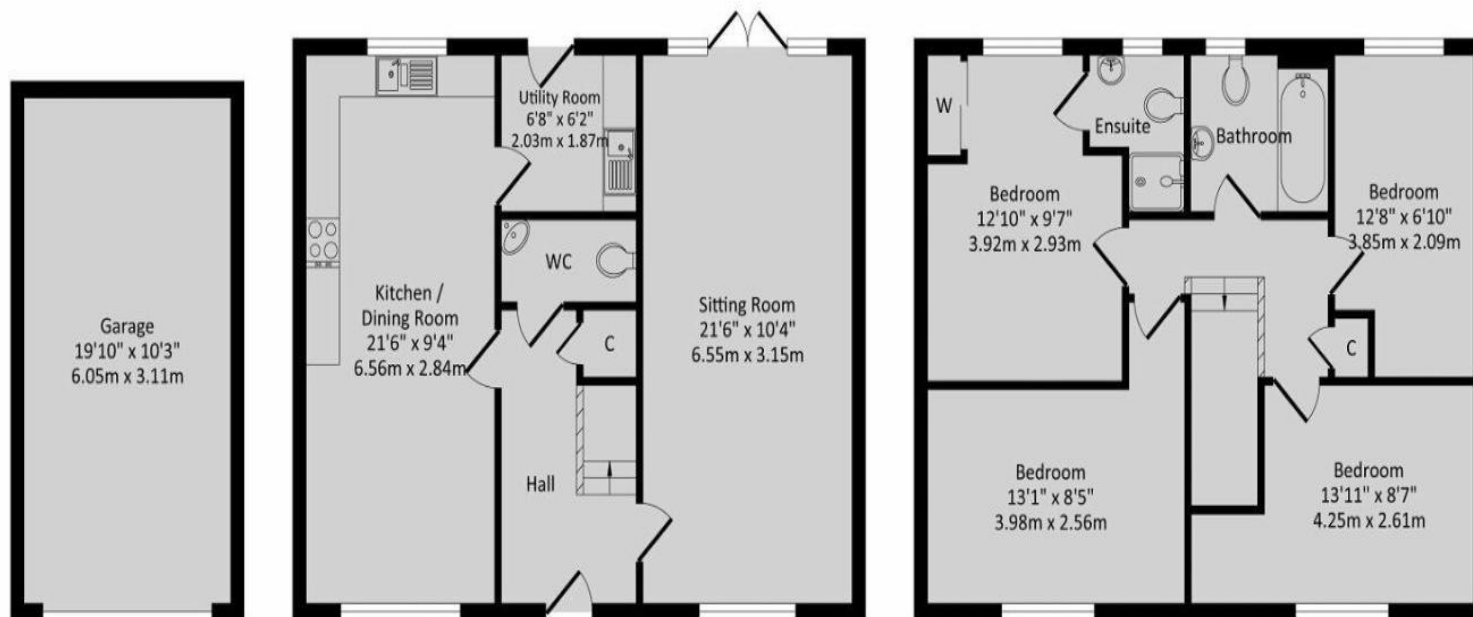 Garage
19'10" x 10'3"
6.05m x 3.11m
Kitchen /
Dining Room
21'6" x 9'4"
6.56m x 2.84m
Utility Room
6'8" x 6'2"
2.03m x 1.87m
WC
C
Hall
Sitting Room
21'6" x 10'4"
6.55m x 3.15m
W
Ensuite
Bathroom
Bedroom
12'10" x 9'7"
3.92m x 2.93m
Bedroom
12'8" x 6'10"
3.85m x 2.09m
C
Bedroom
13'1" x 8'5"
3.98m x 2.56m
Bedroom
13'11" x 8'7"
4.25m x 2.61m